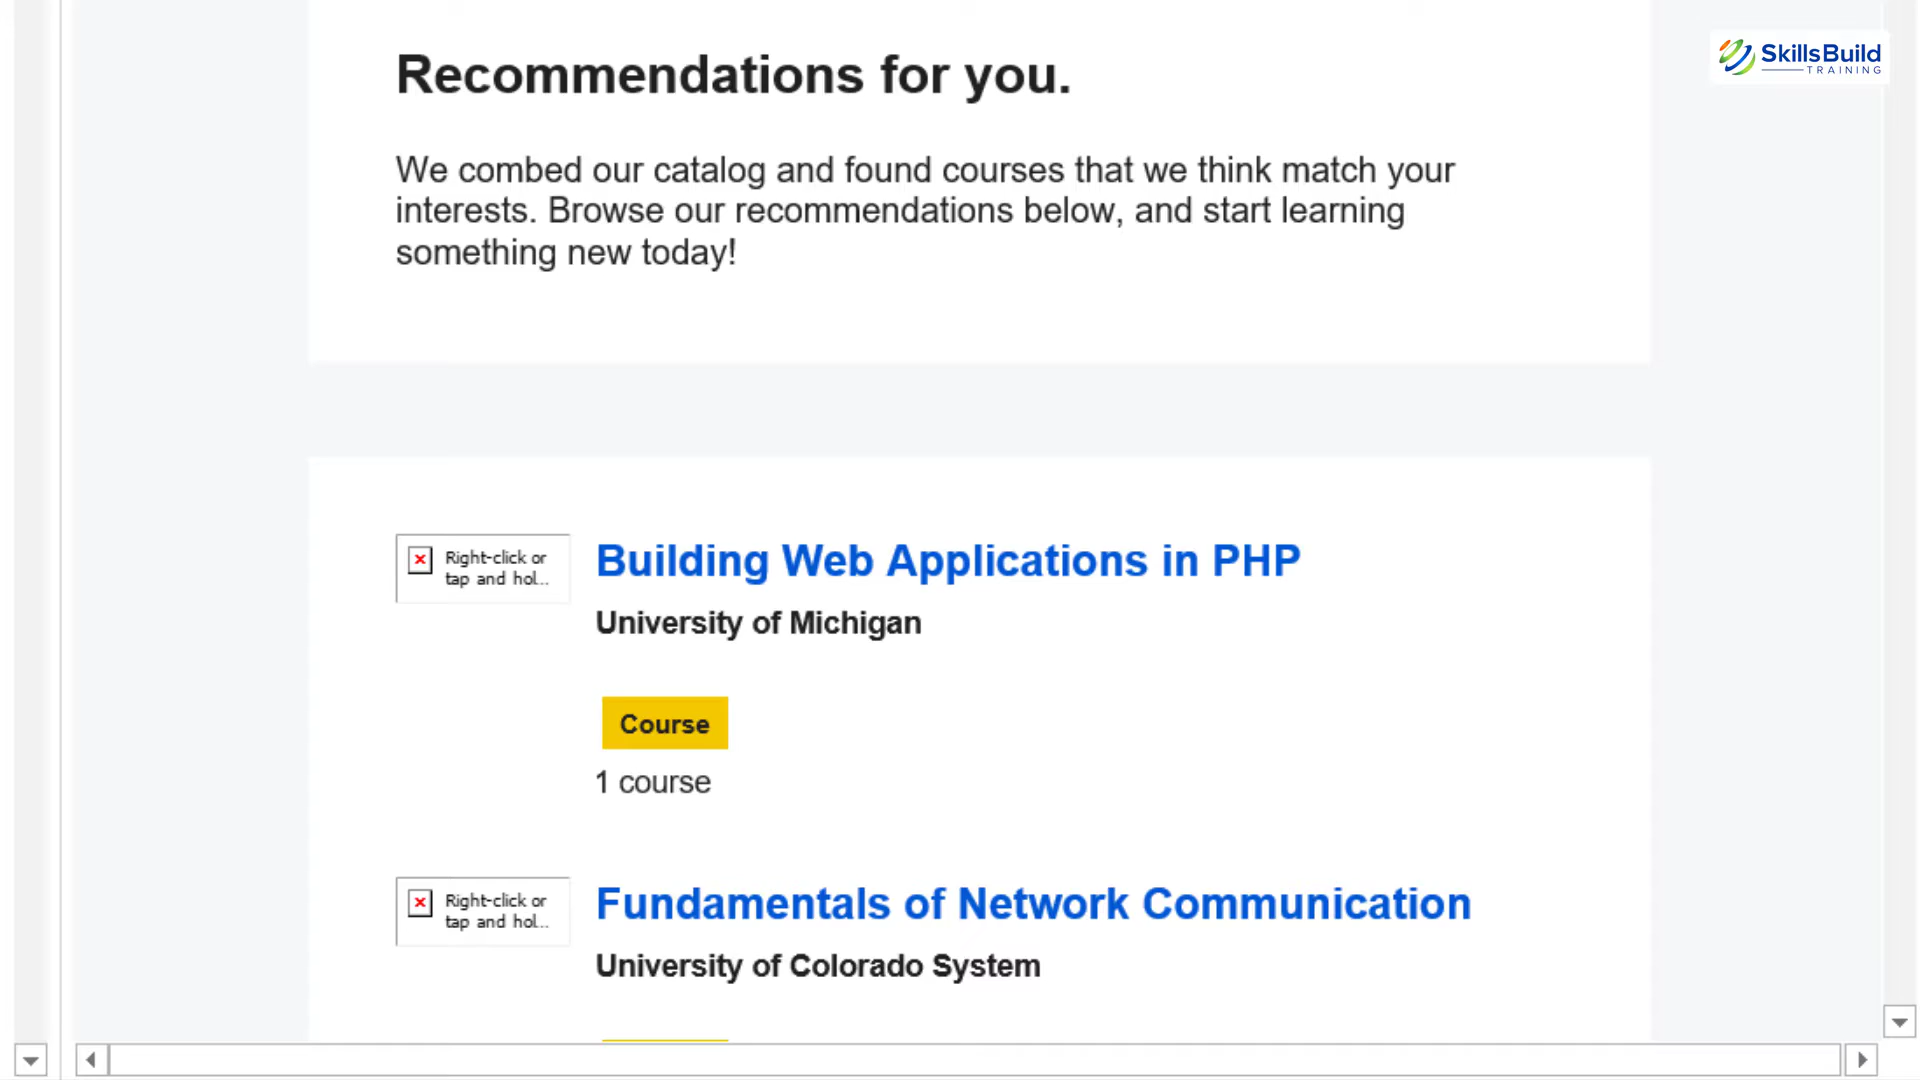 SkillsBuild
TRAINING
Recommendations for you.
We combed our catalog and found courses that we think match your
interests. Browse our recommendations below, and start learning
something new today!
Right-click or
tap and hol...
Building Web Applications in PHP
University of Michigan
Course
1 course
Right-click or
tap and hol...
Fundamentals of Network Communication
University of Colorado System